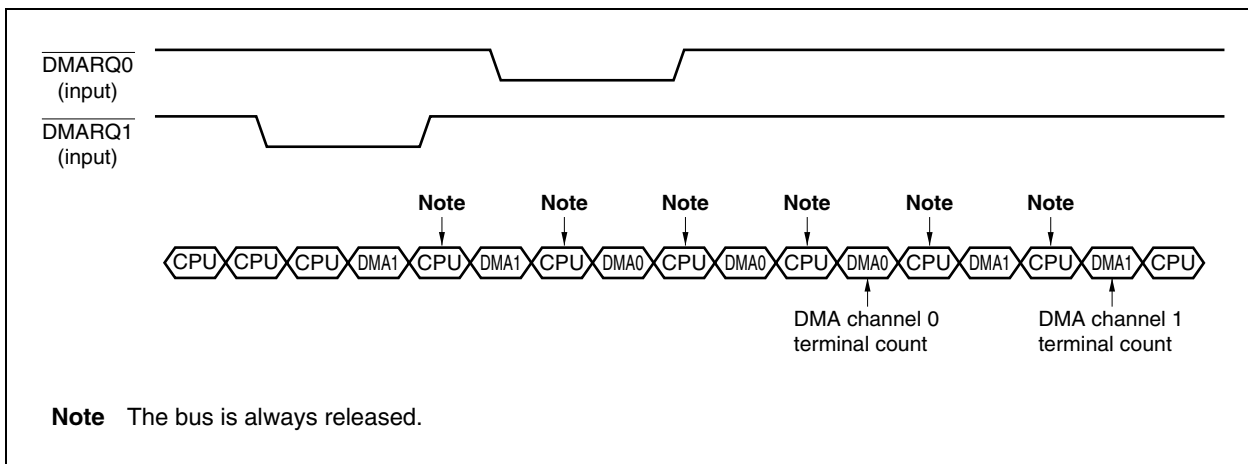 DMARQ0
(input)
DMARQ1
(input)
Note Note Note Note Note Note
CPU CPU CPU DMA1 CPU DMA1 CPU DMA0 CPU DMA0 CPU DMA0 CPU DMA1 CPU DMA1 CPU
DMA channel 0
terminal count
DMA channel 1
terminal count
Note The bus is always released.